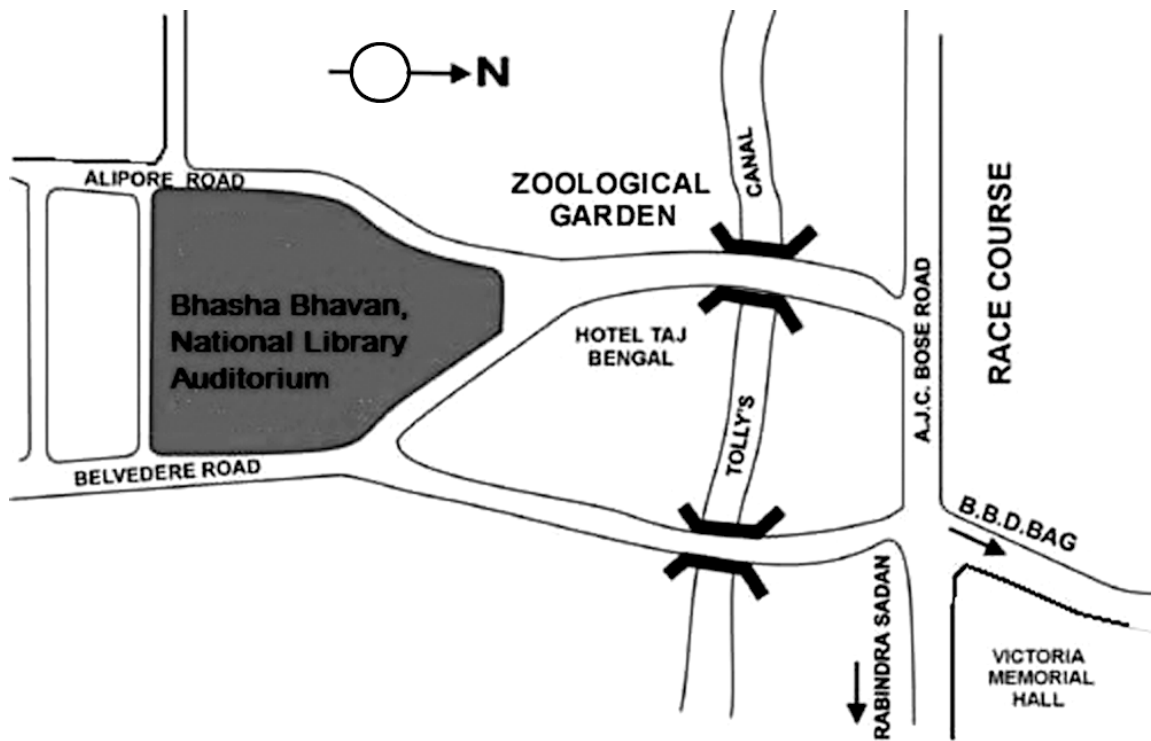 N
ALIPORE ROAD
ZOOLOGICAL
GARDEN
CANAL
RACE COURSE
Bhasha Bhavan,
National Library
Auditorium
HOTEL TAJ
BENGAL
A.J.C. BOSE ROAD
TOLLY'S
BELVEDERE ROAD
B.B.D.BAG
RABINDRA SADAN
VICTORIA
MEMORIAL
HALL